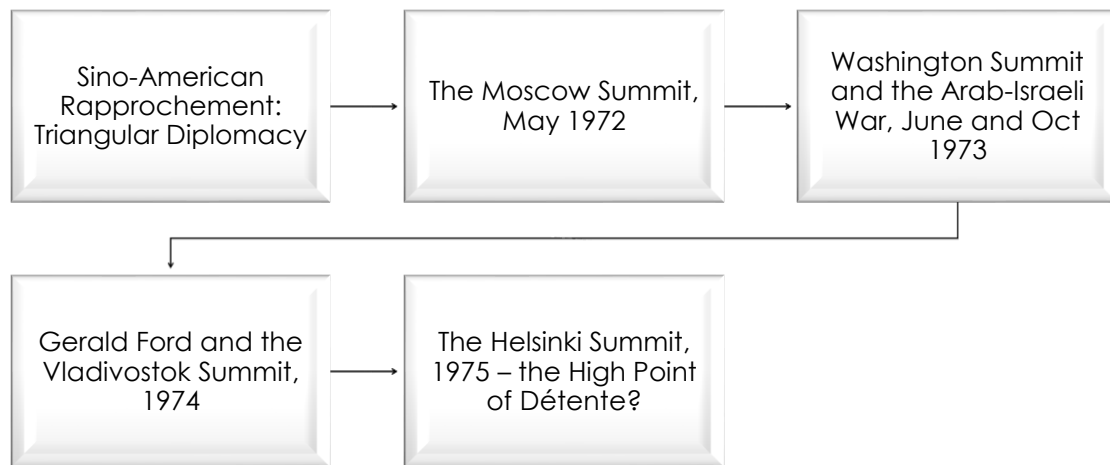 Sino-American
Rapprochement:
Triangular Diplomacy
The Moscow Summit,
May 1972
Washington Summit
and the Arab-Israeli
War, June and Oct
1973
Gerald Ford and the
Vladivostok Summit,
1974
The Helsinki Summit,
1975 – the High Point
of Détente?